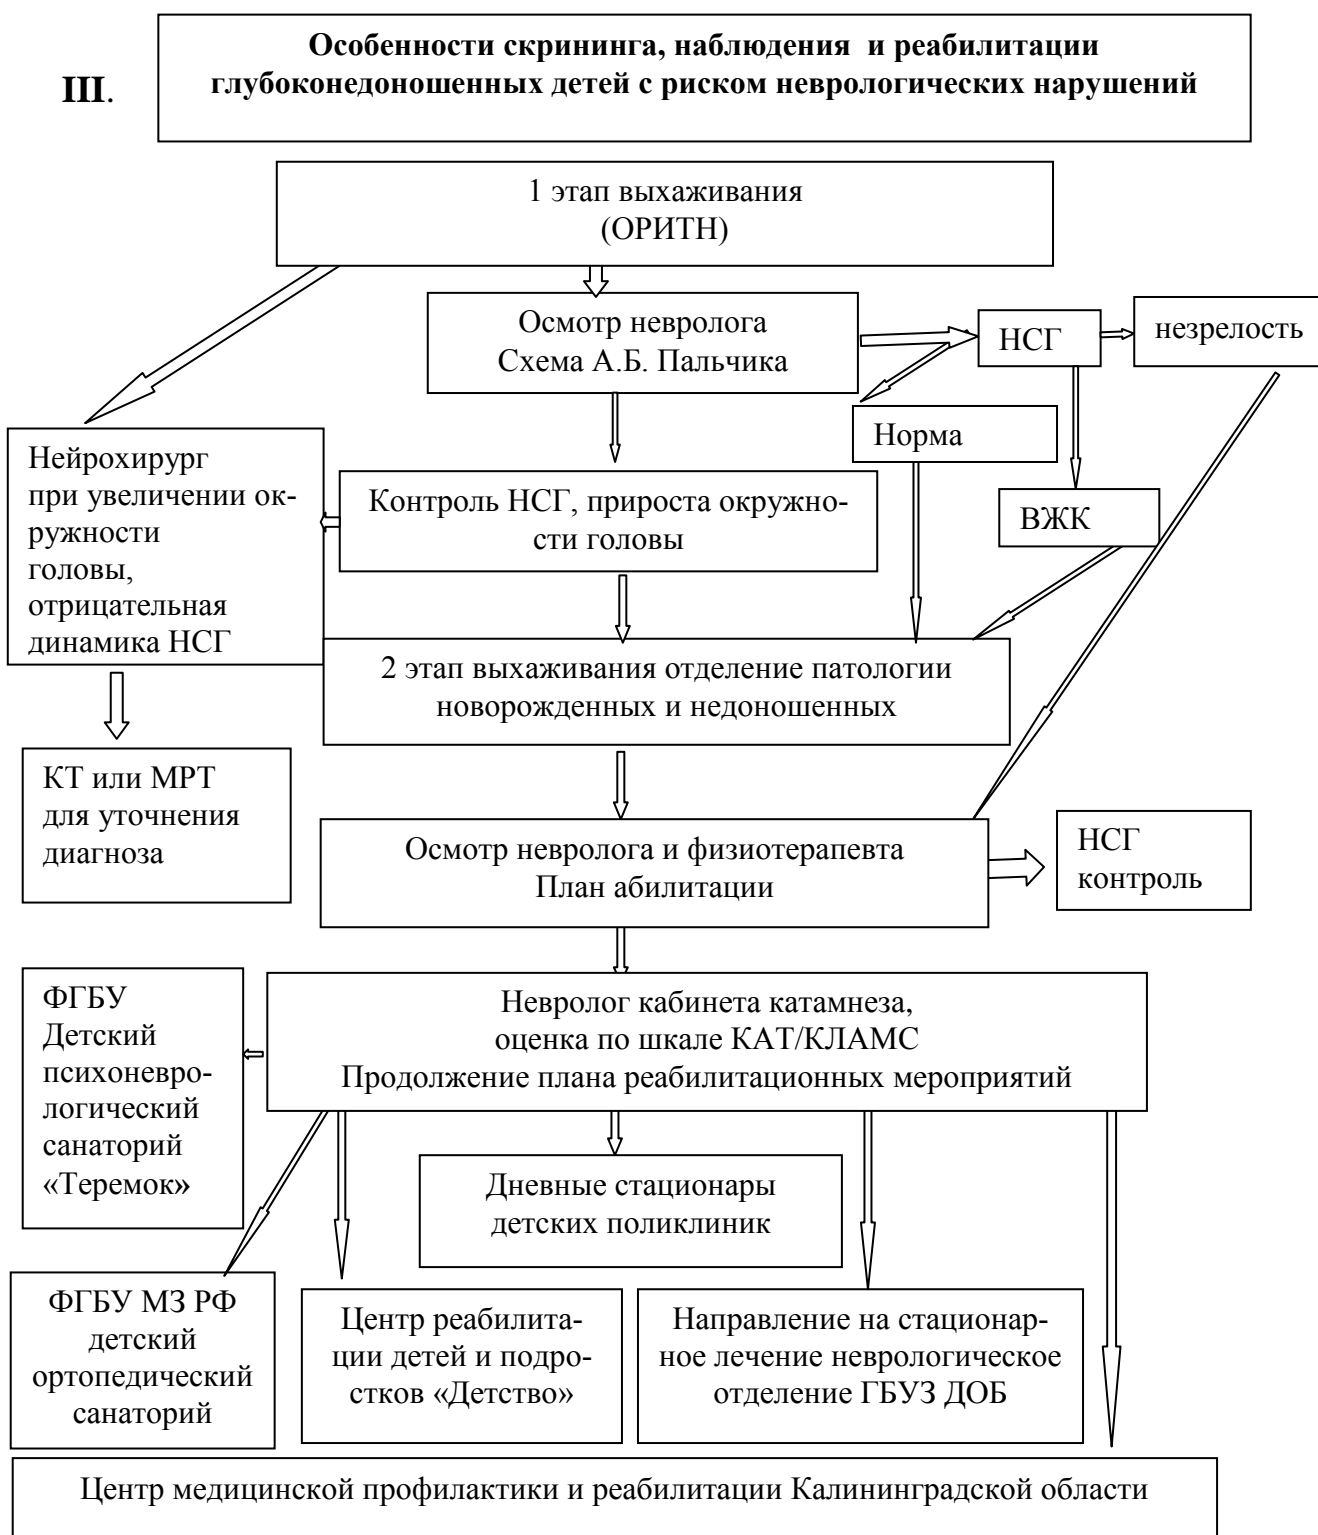 Особенности скрининга, наблюдения и реабилитации
глубоконедоношенных детей с риском неврологических нарушений
III.
1 этап выхаживания
(ОРИТН)
Осмотр невролога
Схема А.Б. Пальчика
НСГ
незрелость
Норма
ВЖК
Нейрохирург
при увеличении ок-
ружности
головы,
отрицательная
динамика НСГ
Контроль НСГ, прироста окружно-
сти головы
2 этап выхаживания отделение патологии
новорожденных и недоношенных
КТ или МРТ
для уточнения
диагноза
Осмотр невролога и физиотерапевта
План абилитации
НСГ
контроль
ФГБУ
Детский
психоневро-
логический
санаторий
«Теремок»
Невролог кабинета катамнеза,
оценка по шкале КАТ/КЛАМС
Продолжение плана реабилитационных мероприятий
Дневные стационары
детских поликлиник
ФГБУ МЗ РФ
детский
ортопедический
санаторий
Центр реабилита-
ции детей и подро-
стков «Детство»
Направление на стационар-
ное лечение неврологическое
отделение ГБУЗ ДОБ
Центр медицинской профилактики и реабилитации Калининградской области